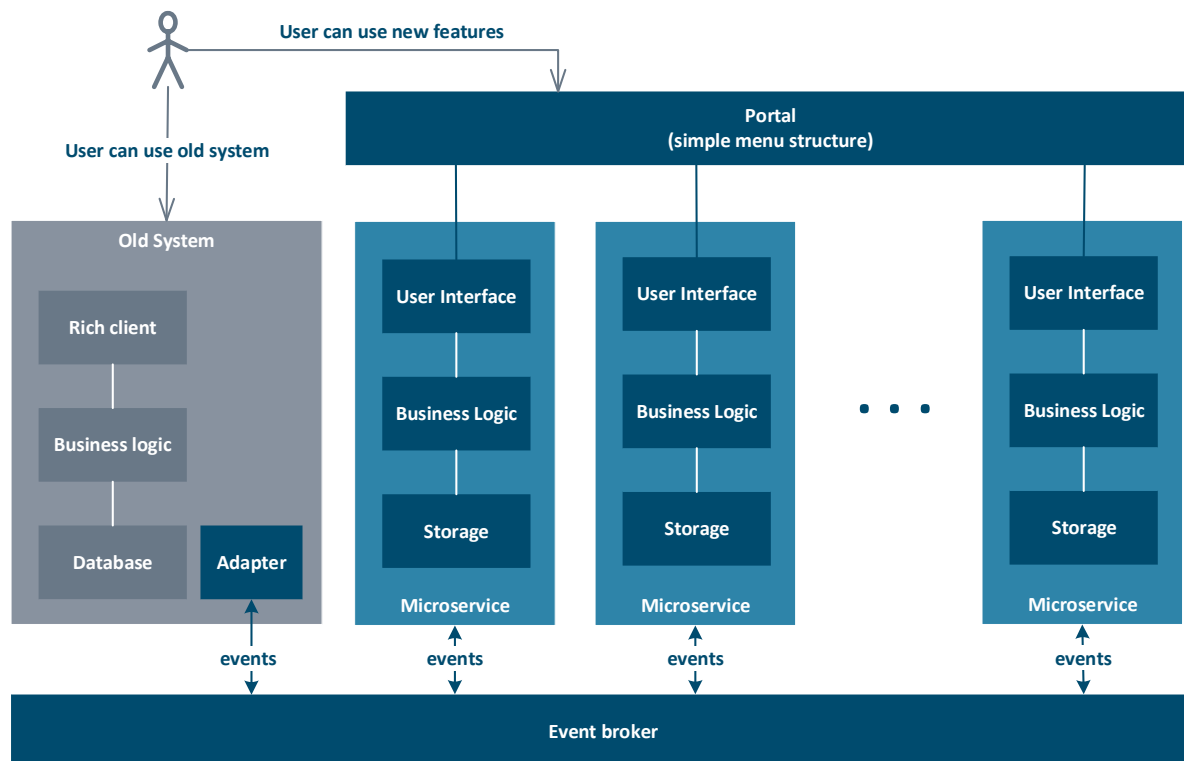 User can use new features
Portal
(simple menu structure)
User can use old system
Old System
Rich client
Business logic
Database
Adapter
User Interface
Business Logic
Storage
Microservice
User Interface
Business Logic
Storage
Microservice
. . .
User Interface
Business Logic
Storage
Microservice
events
events
events
events
Event broker